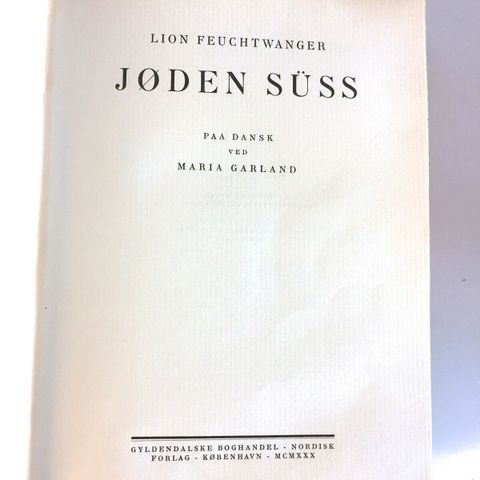 LION FEUCHTWANGER
JØDEN SÜSS
PAA DANSK
VED
MARIA GARLAND
GYLDENDALSKE BOGHANDEL - NORDISK
FORLAG - KØBENHAVN - MCMXXX